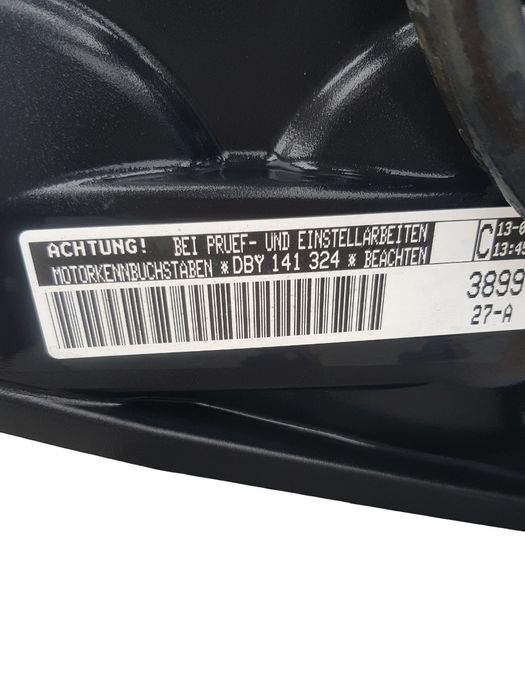 ACHTUNG! BEI PRUEF- UND EINSTELLARBEITEN
MOTORKENNBUCHSTABEN *DBY 141 324* BEACHTEN
C
3899
27-A